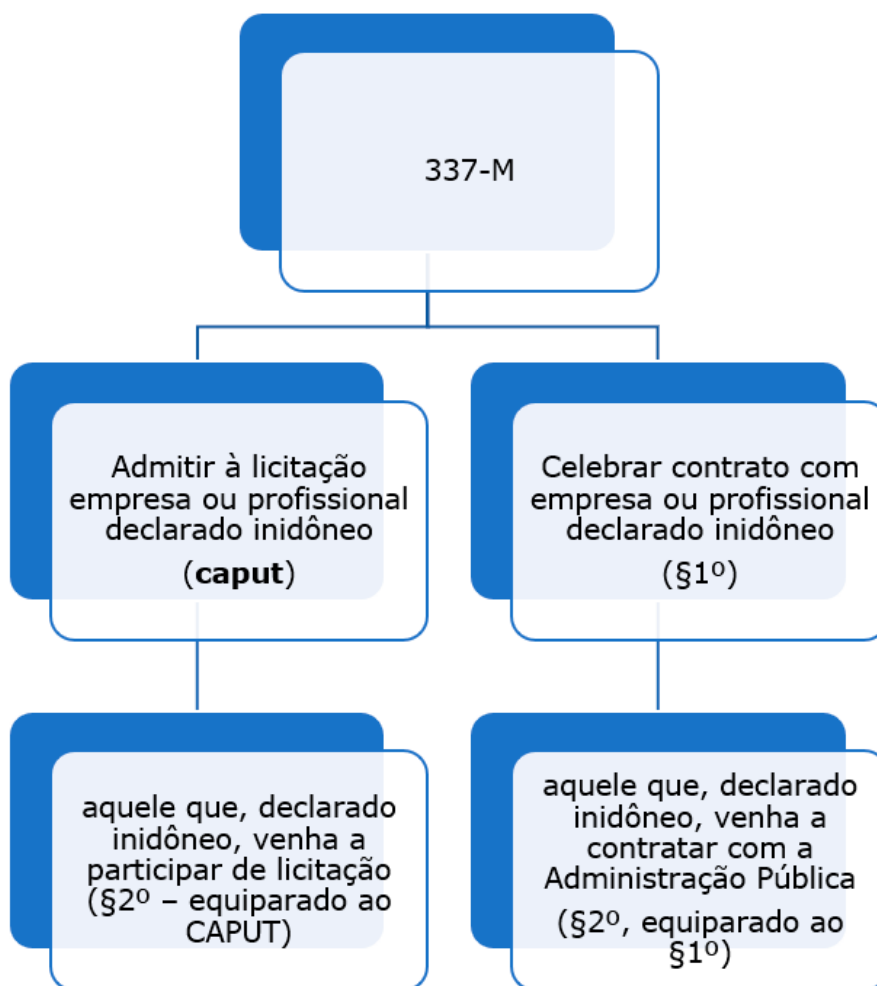 337-M
Admitir à licitação
empresa ou profissional
declarado inidôneo
(caput)
Celebrar contrato com
empresa ou profissional
declarado inidôneo
(§1º)
aquele que, declarado
inidôneo, venha a
participar de licitação
(§2º – equiparado ao
CAPUT)
aquele que, declarado
inidôneo, venha a
contratar com a
Administração Pública
(§2º, equiparado ao
§1º)